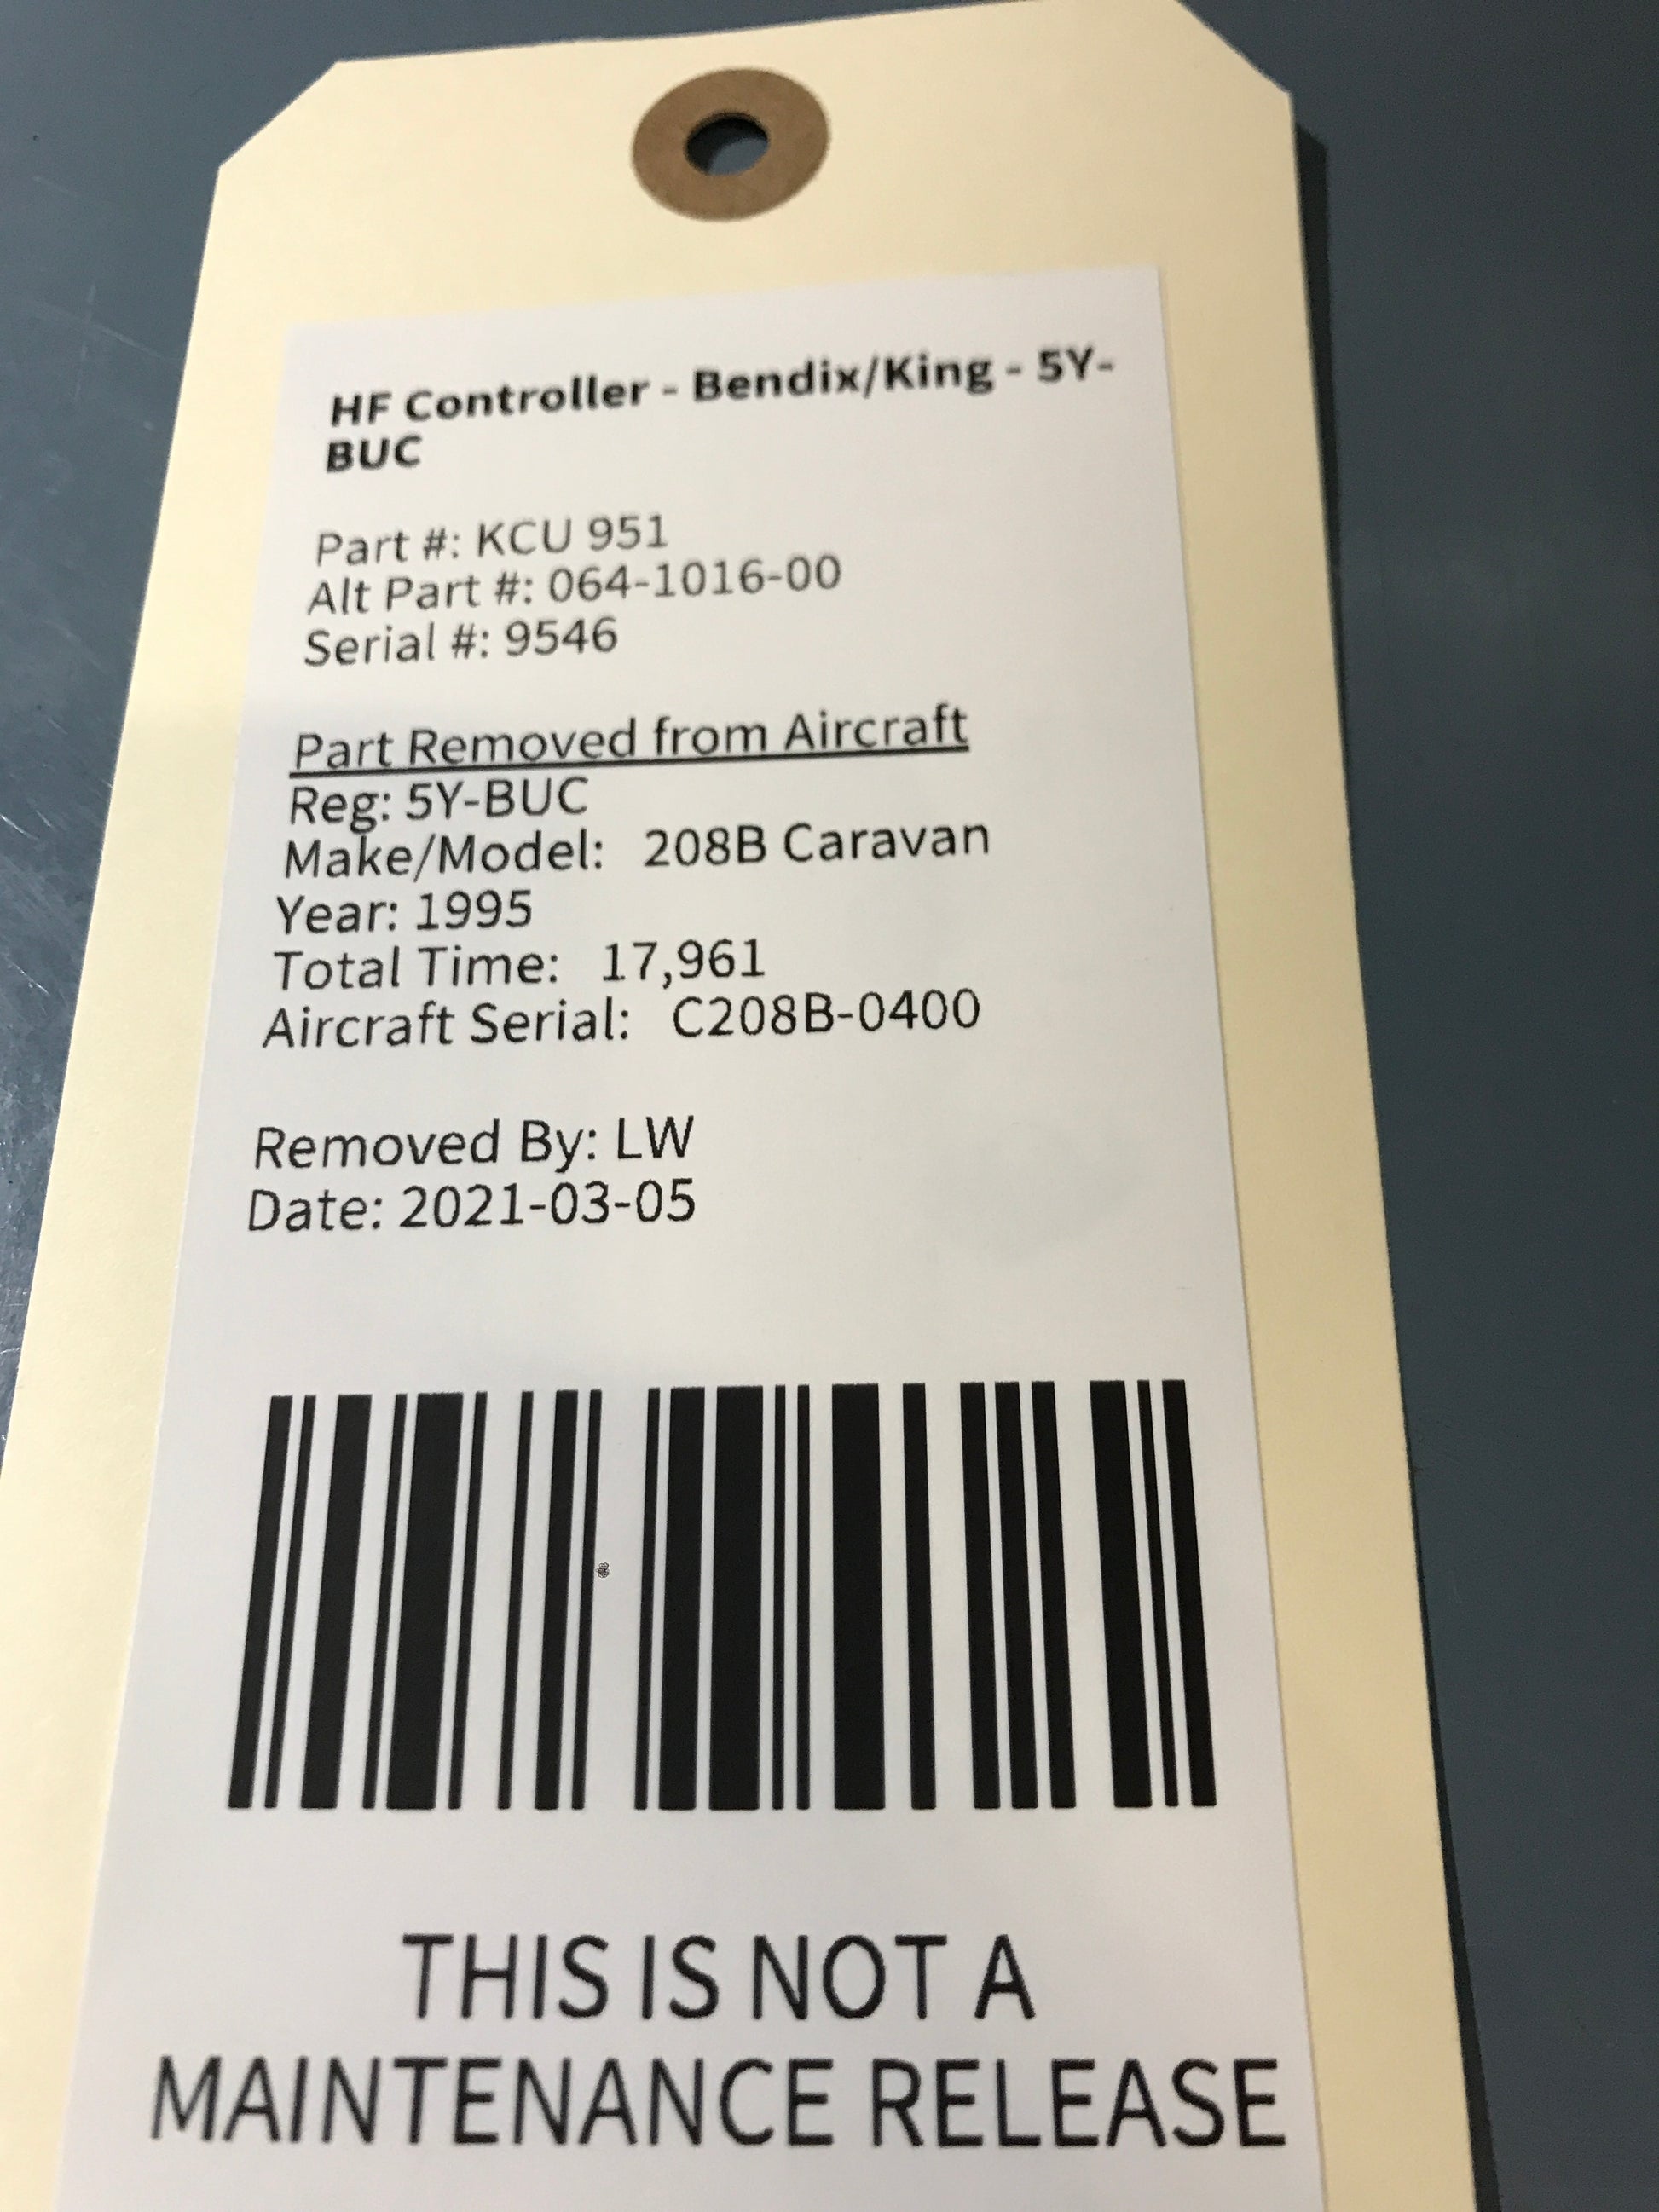 HF Controller - Bendix/King - 5Y-
BUC
Part #: KCU 951
Alt Part #: 064-1016-00
Serial #: 9546
Part Removed from Aircraft
Reg: 5Y-BUC
Make/Model: 208B Caravan
Year: 1995
Total Time: 17,961
Aircraft Serial: C208B-0400
Removed By: LW
Date: 2021-03-05
THIS IS NOT A
MAINTENANCE RELEASE